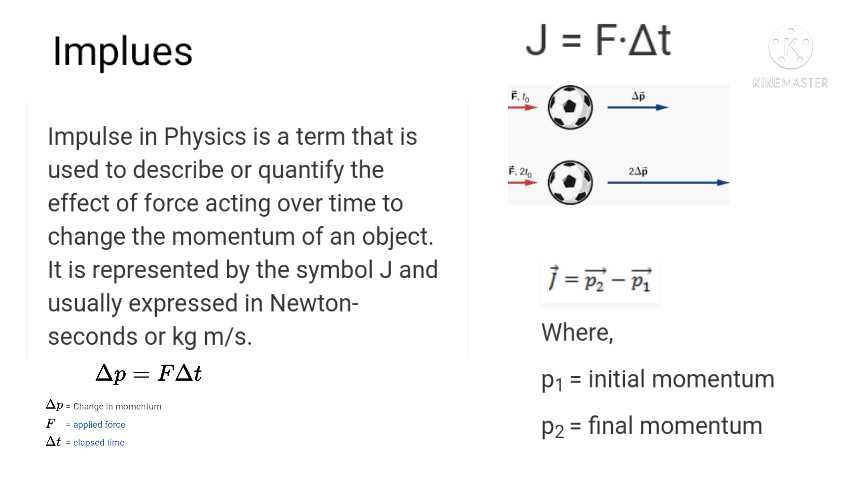 Implues
J = F·Δt
KINEMASTER
F⃗, t₀
Δp⃗
F⃗, 2t₀
2Δp⃗
Impulse in Physics is a term that is
used to describe or quantify the
effect of force acting over time to
change the momentum of an object.
It is represented by the symbol J and
usually expressed in Newton-
seconds or kg m/s.
Δp = FΔt
Δp = Change in momentum
F = applied force
Δt = elapsed time
J⃗ = p₂⃗ − p₁⃗
Where,
p₁ = initial momentum
p₂ = final momentum